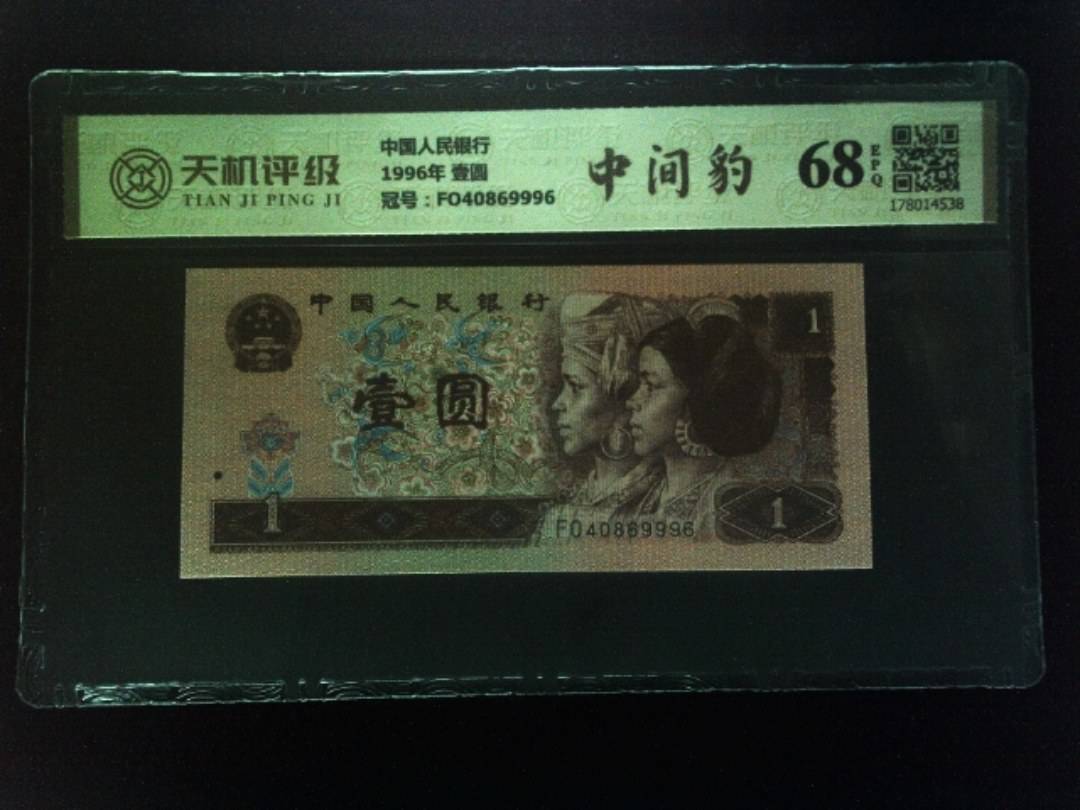 天机评级
TIAN JI PING JI
中国人民银行
1996年 壹圆
冠号：FO40869996
中间豹
68
EPQ
178014538
中国人民银行
1
壹圆
1
FO40869996
1